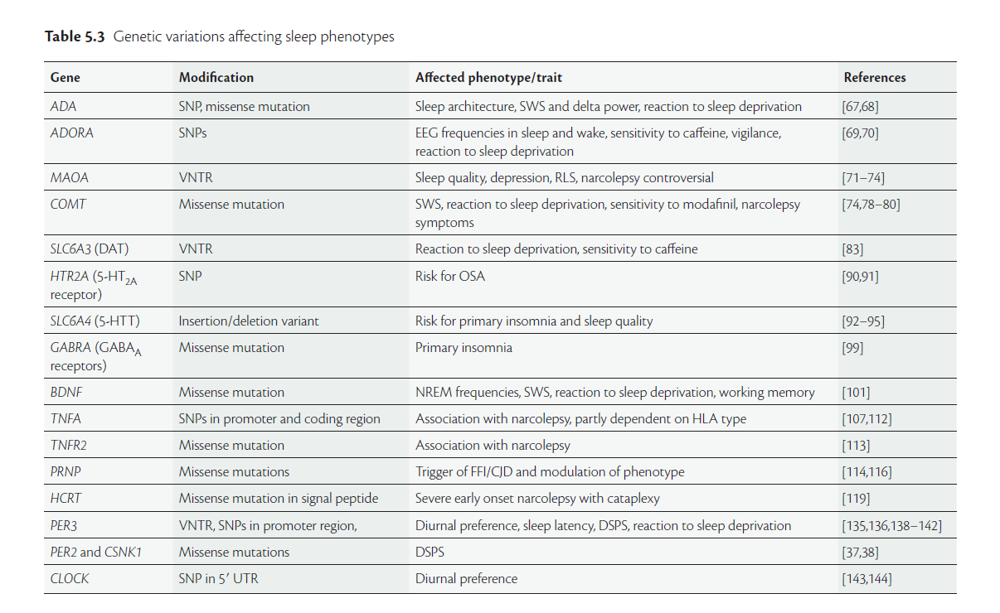 Table 5.3 Genetic variations affecting sleep phenotypes
Gene Modification Affected phenotype/trait References
ADA SNP, missense mutation Sleep architecture, SWS and delta power, reaction to sleep deprivation [67,68]
ADORA SNPs EEG frequencies in sleep and wake, sensitivity to caffeine, vigilance, [69,70]
reaction to sleep deprivation
MAOA VNTR Sleep quality, depression, RLS, narcolepsy controversial [71–74]
COMT Missense mutation SWS, reaction to sleep deprivation, sensitivity to modafinil, narcolepsy [74,78–80]
symptoms
SLC6A3 (DAT) VNTR Reaction to sleep deprivation, sensitivity to caffeine [83]
HTR2A (5-HT2A SNP Risk for OSA [90,91]
receptor)
SLC6A4 (5-HTT) Insertion/deletion variant Risk for primary insomnia and sleep quality [92–95]
GABRA (GABAA Missense mutation Primary insomnia [99]
receptors)
BDNF Missense mutation NREM frequencies, SWS, reaction to sleep deprivation, working memory [101]
TNFA SNPs in promoter and coding region Association with narcolepsy, partly dependent on HLA type [107,112]
TNFR2 Missense mutation Association with narcolepsy [113]
PRNP Missense mutations Trigger of FFI/CJD and modulation of phenotype [114,116]
HCRT Missense mutation in signal peptide Severe early onset narcolepsy with cataplexy [119]
PER3 VNTR, SNPs in promoter region, Diurnal preference, sleep latency, DSPS, reaction to sleep deprivation [135,136,138–142]
PER2 and CSNK1 Missense mutations DSPS [37,38]
CLOCK SNP in 5′ UTR Diurnal preference [143,144]